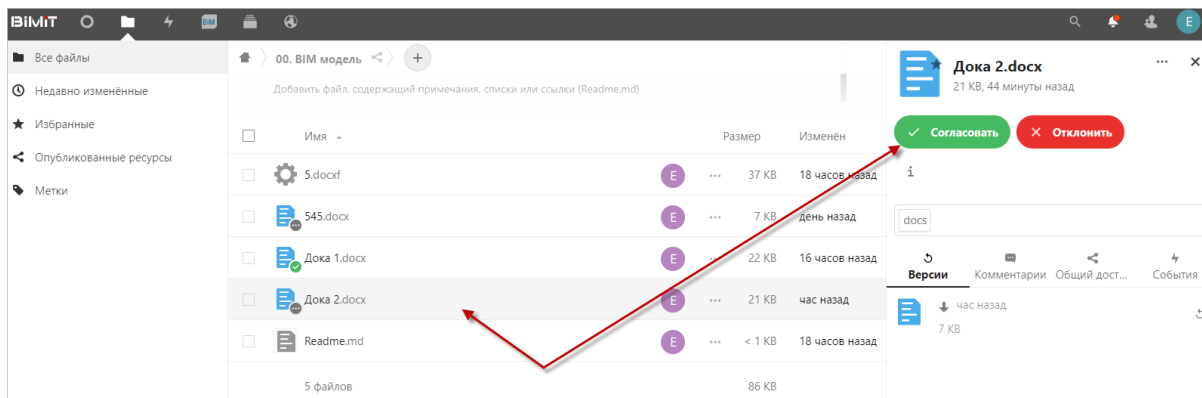 BiMiT BiM E
Все файлы
Недавно изменённые
Избранные
Опубликованные ресурсы
Метки
00. BIM модель +
Добавить файл, содержащий примечания, списки или ссылки (Readme.md)
Имя Размер Изменён
5.docxf E ... 37 KB 18 часов назад
545.docx E ... 7 KB день назад
Дока 1.docx E ... 22 KB 16 часов назад
Дока 2.docx E ... 21 KB час назад
Readme.md E ... < 1 KB 18 часов назад
5 файлов 86 KB
Дока 2.docx ...
21 KB, 44 минуты назад
Согласовать Отклонить
i
docs
Версии Комментарии Общий дост... События
час назад
7 KB